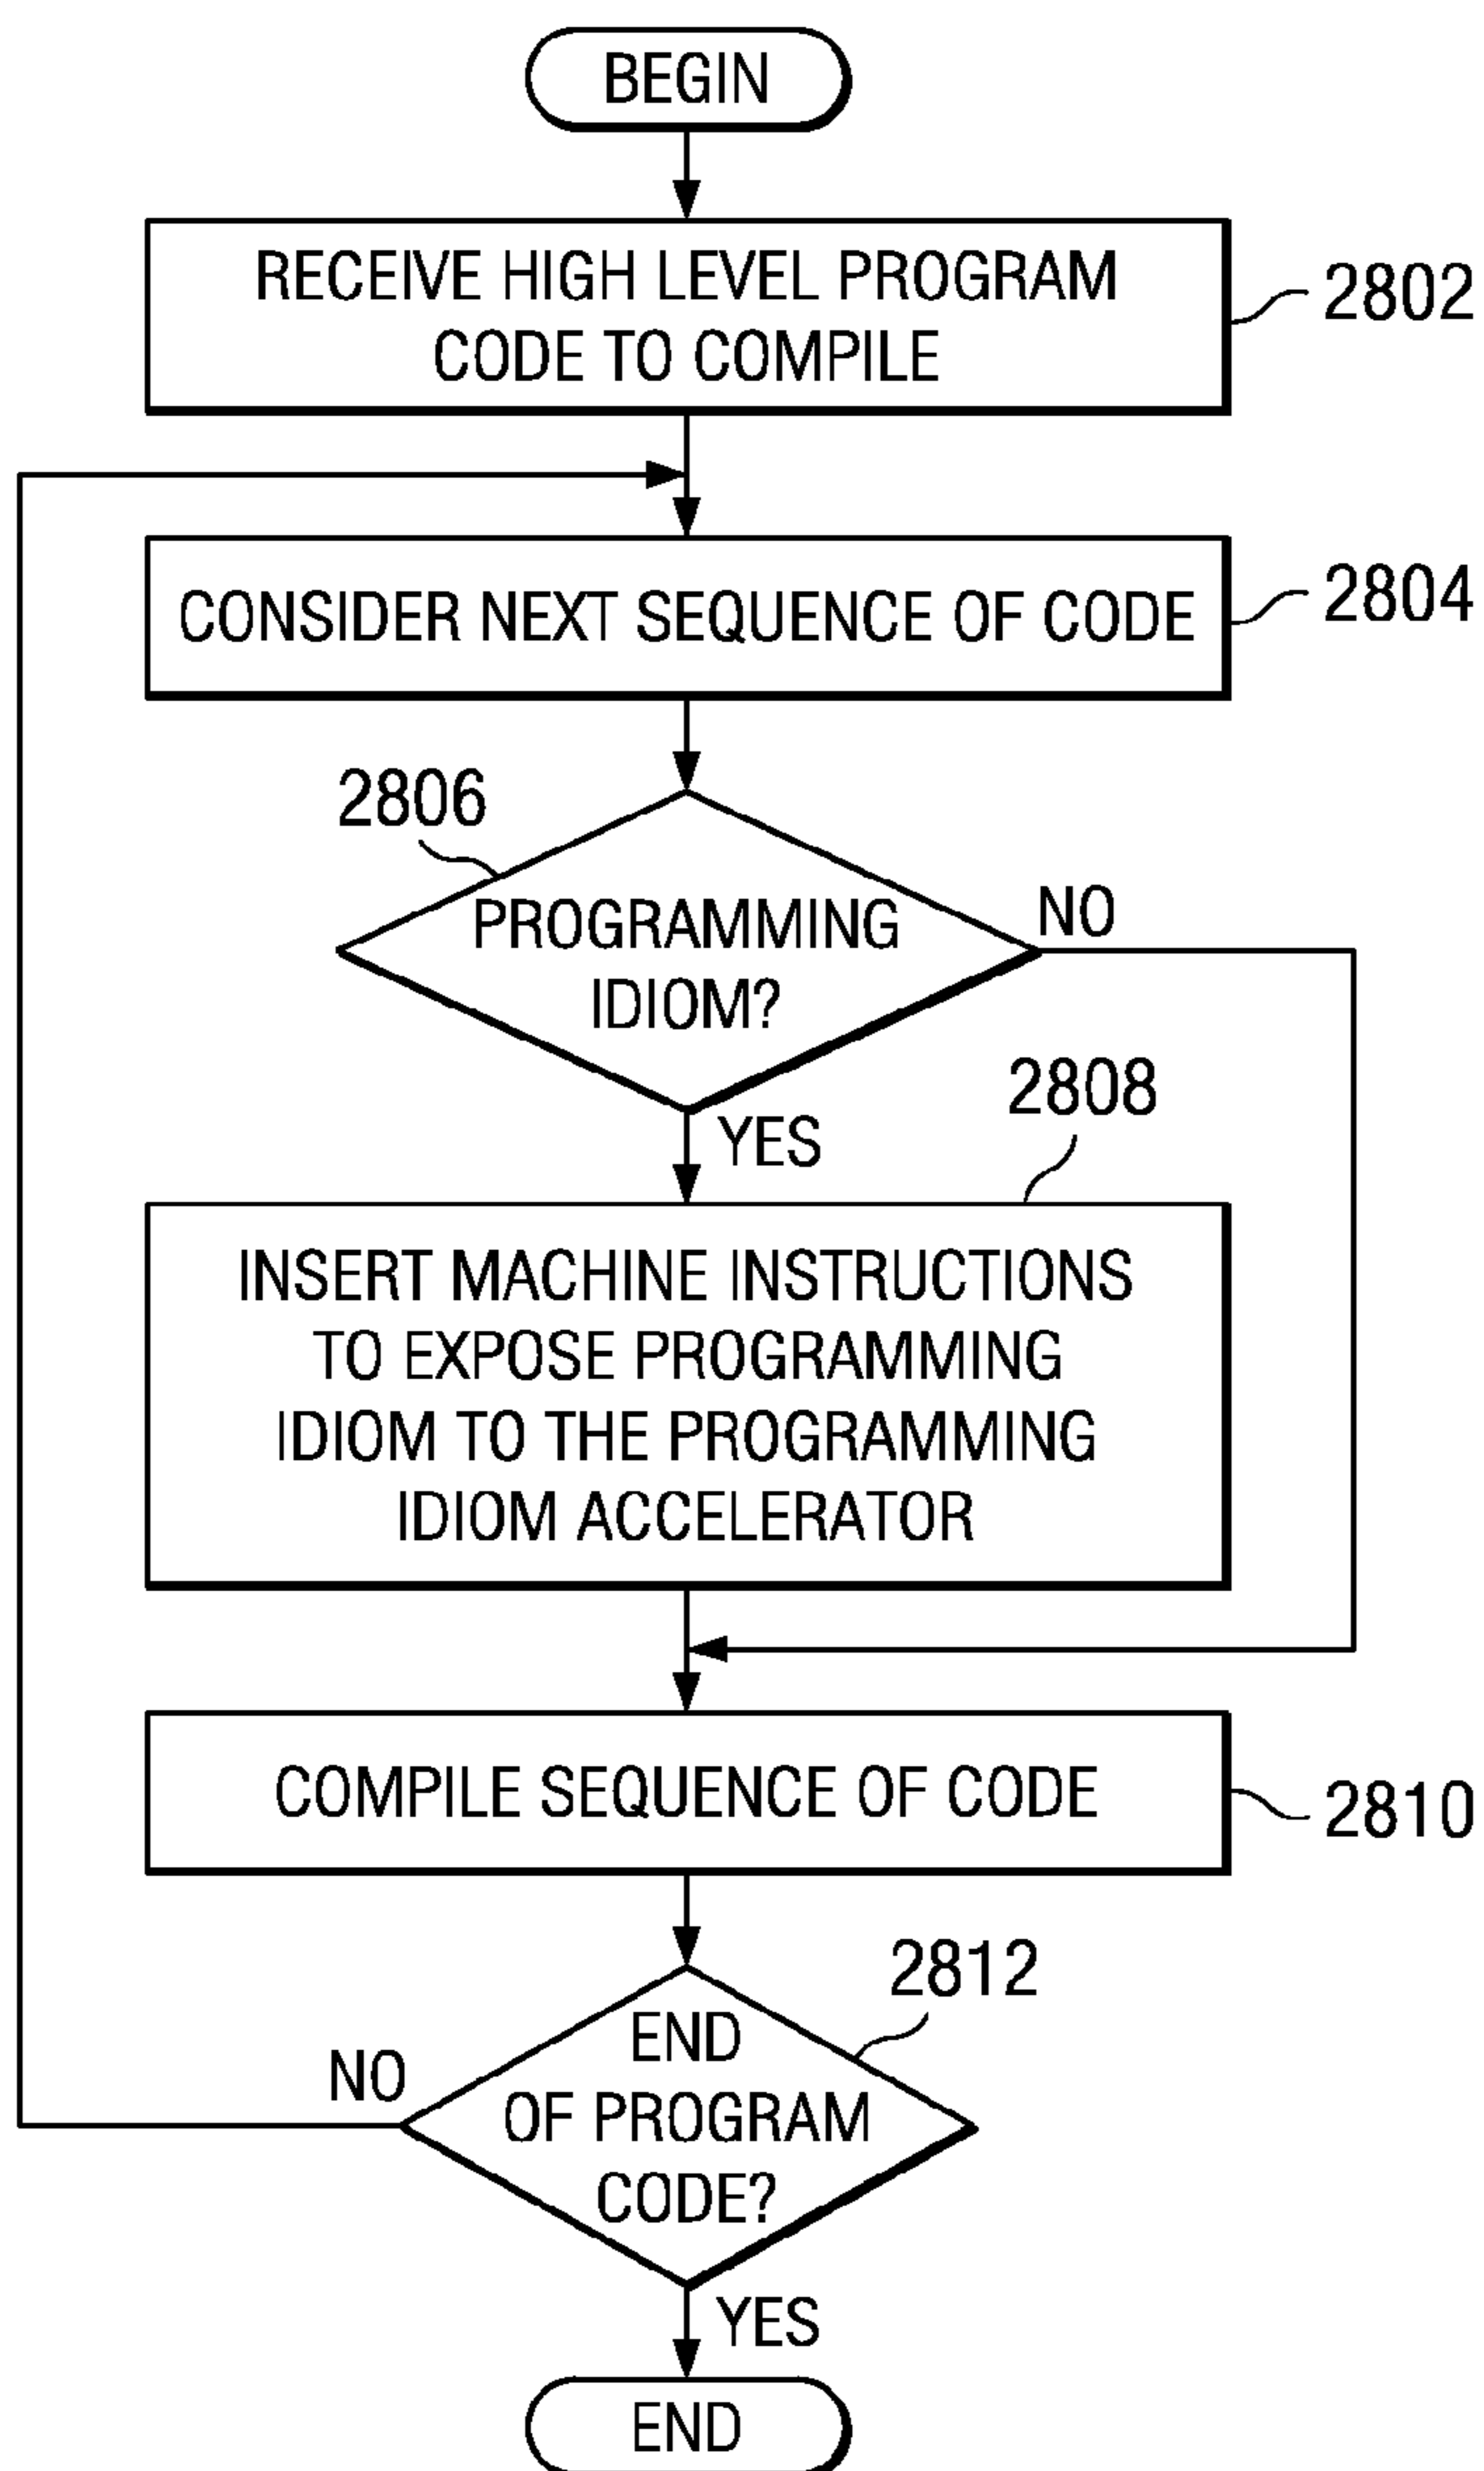 BEGIN
RECEIVE HIGH LEVEL PROGRAM
CODE TO COMPILE
2802
CONSIDER NEXT SEQUENCE OF CODE
2804
2806
PROGRAMMING
IDIOM?
NO
YES
2808
INSERT MACHINE INSTRUCTIONS
TO EXPOSE PROGRAMMING
IDIOM TO THE PROGRAMMING
IDIOM ACCELERATOR
COMPILE SEQUENCE OF CODE
2810
2812
END
OF PROGRAM
CODE?
NO
YES
END